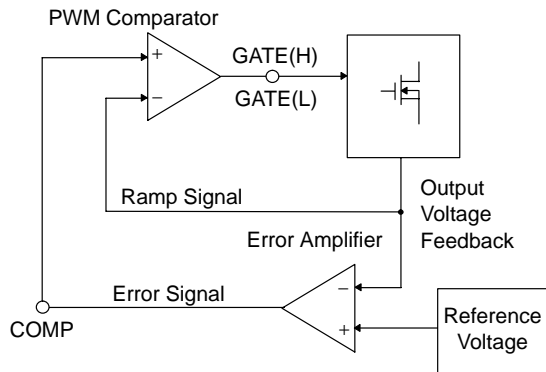 PWM Comparator
GATE(H)
+
−
GATE(L)
Ramp Signal
Output
Voltage
Feedback
Error Amplifier
Error Signal
−
+
COMP
Reference
Voltage